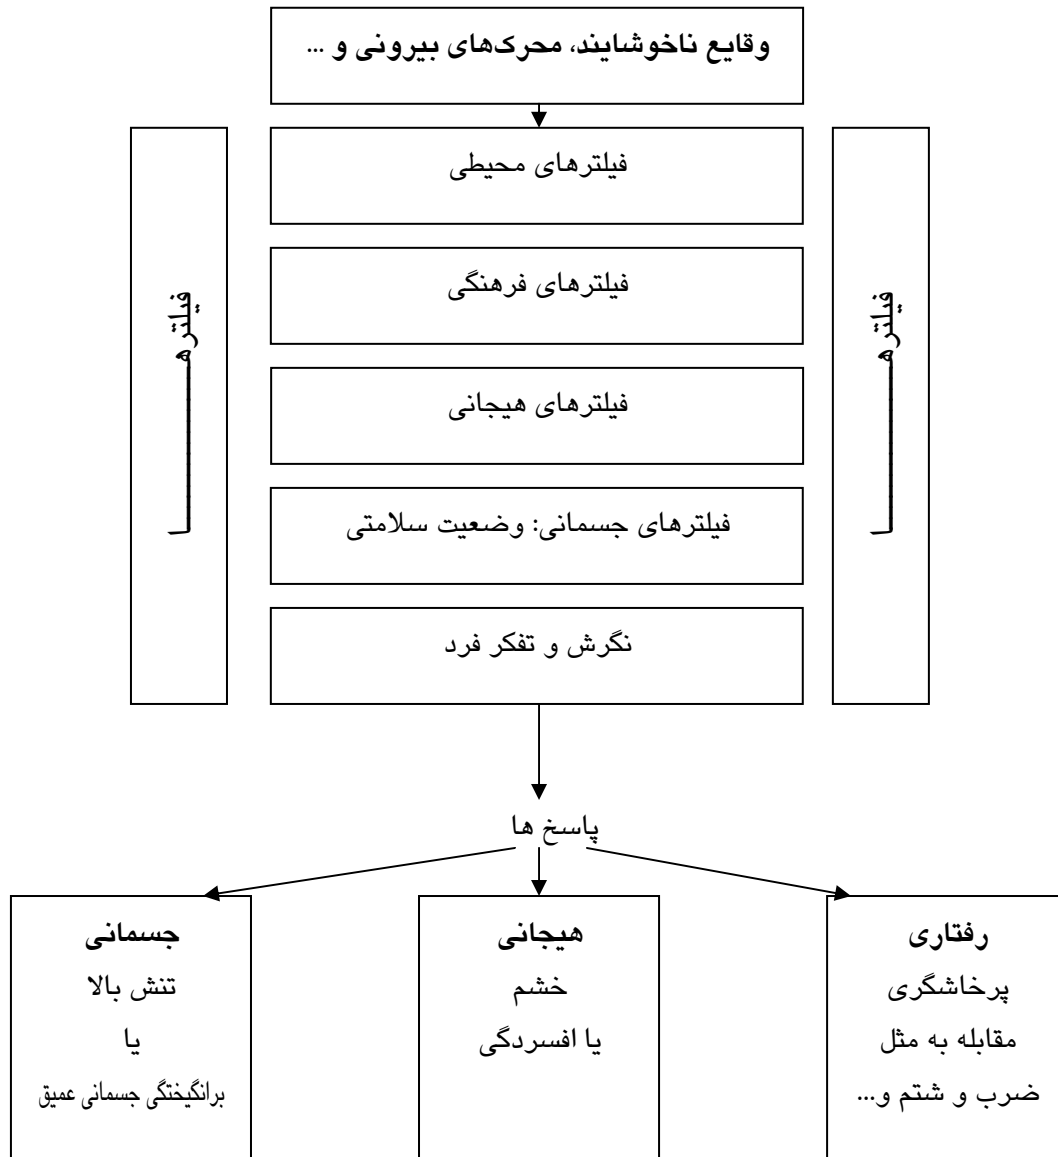 وقایع ناخوشایند، محرک‌های بیرونی و ...
فیلترهای محیطی
فیلترهای فرهنگی
فیلترهای هیجانی
فیلترهای جسمانی: وضعیت سلامتی
نگرش و تفکر فرد
فیلترهــــــــــــا
فیلترهــــــــــــا
پاسخ ها
رفتاری
پرخاشگری
مقابله به مثل
ضرب و شتم و...
هیجانی
خشم
یا افسردگی
جسمانی
تنش بالا
یا
برانگیختگی جسمانی عمیق